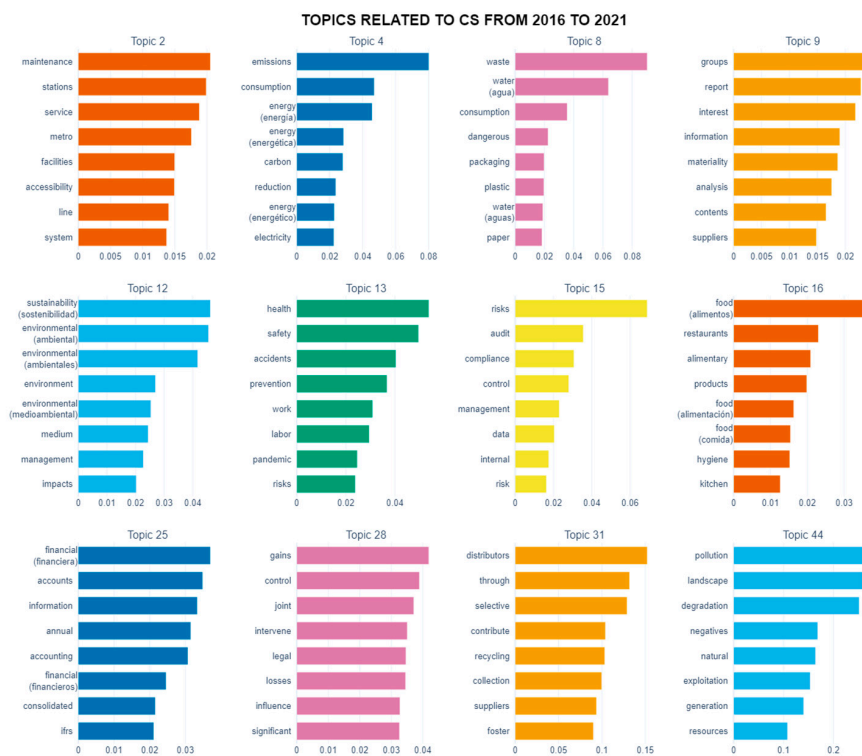 TOPICS RELATED TO CS FROM 2016 TO 2021
Topic 2
maintenance
stations
service
metro
facilities
accessibility
line
system
0 0.005 0.01 0.015 0.02
Topic 4
emissions
consumption
energy
(energía)
energy
(energética)
carbon
reduction
energy
(energético)
electricity
0 0.02 0.04 0.06 0.08
Topic 8
waste
water
(agua)
consumption
dangerous
packaging
plastic
water
(aguas)
paper
0 0.02 0.04 0.06 0.08
Topic 9
groups
report
interest
information
materiality
analysis
contents
suppliers
0 0.005 0.01 0.015 0.02
Topic 12
sustainability
(sostenibilidad)
environmental
(ambiental)
environmental
(ambientales)
environment
environmental
(medioambiental)
medium
management
impacts
0 0.01 0.02 0.03 0.04
Topic 13
health
safety
accidents
prevention
work
labor
pandemic
risks
0 0.02 0.04
Topic 15
risks
audit
compliance
control
management
data
internal
risk
0 0.02 0.04 0.06
Topic 16
food
(alimentos)
restaurants
alimentary
products
food
(alimentación)
food
(comida)
hygiene
kitchen
0 0.01 0.02 0.03
Topic 25
financial
(financiera)
accounts
information
annual
accounting
financial
(financieros)
consolidated
ifrs
0 0.01 0.02 0.03
Topic 28
gains
control
joint
intervene
legal
losses
influence
significant
0 0.01 0.02 0.03 0.04
Topic 31
distributors
through
selective
contribute
recycling
collection
suppliers
foster
0 0.05 0.1 0.15
Topic 44
pollution
landscape
degradation
negatives
natural
exploitation
generation
resources
0 0.05 0.1 0.15 0.2 0.25